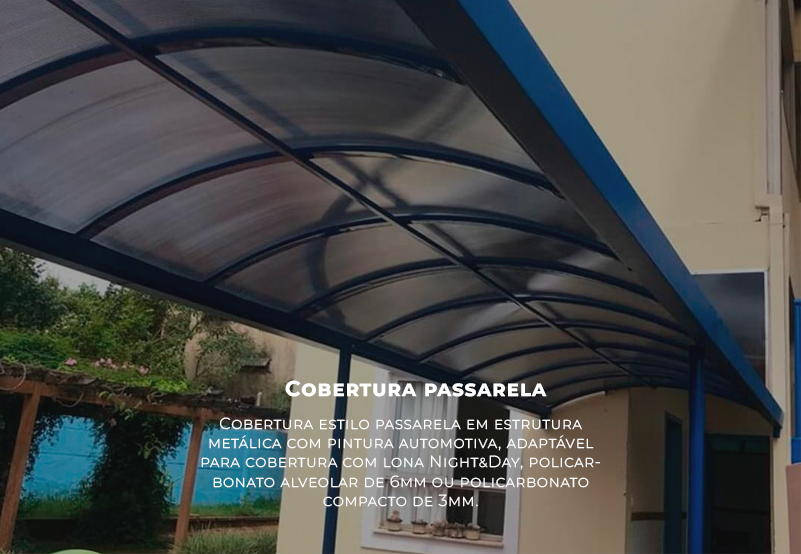 Cobertura passarela
Cobertura estilo passarela em estrutura
metálica com pintura automotiva, adaptável
para cobertura com lona Night&Day, policar-
bonato alveolar de 6mm ou policarbonato
compacto de 3mm.